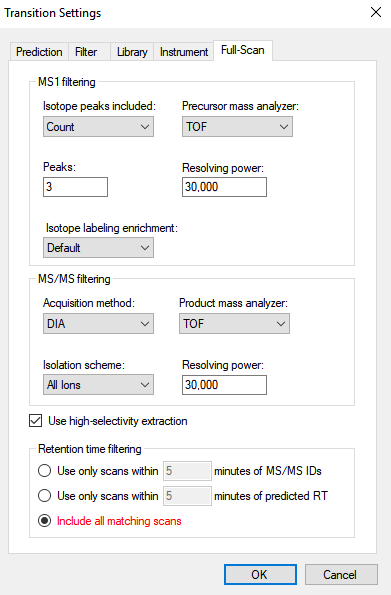 Transition Settings
Prediction Filter Library Instrument Full-Scan
MS1 filtering
Isotope peaks included: Precursor mass analyzer:
Count TOF
Peaks: Resolving power:
3 30,000
Isotope labeling enrichment:
Default
MS/MS filtering
Acquisition method: Product mass analyzer:
DIA TOF
Isolation scheme: Resolving power:
All Ions 30,000
Use high-selectivity extraction
Retention time filtering
Use only scans within 5 minutes of MS/MS IDs
Use only scans within 5 minutes of predicted RT
Include all matching scans
OK Cancel